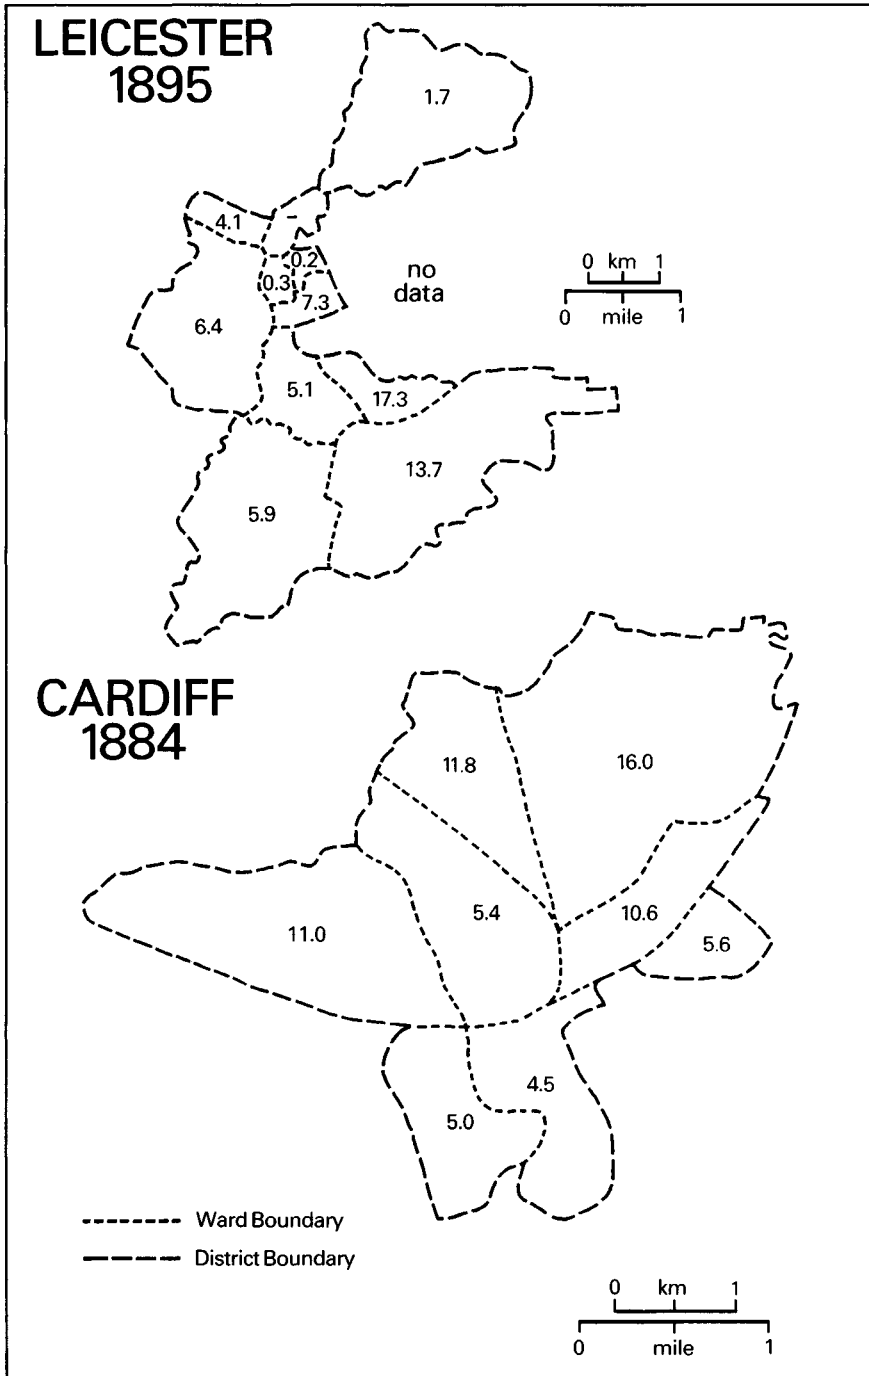 LEICESTER
1895
1.7
4.1
–
0.2
0.3
7.3
no
data
0 km 1
0 mile 1
6.4
5.1
17.3
13.7
5.9
CARDIFF
1884
11.8
16.0
5.4
10.6
11.0
5.6
4.5
5.0
Ward Boundary
District Boundary
0 km 1
0 mile 1